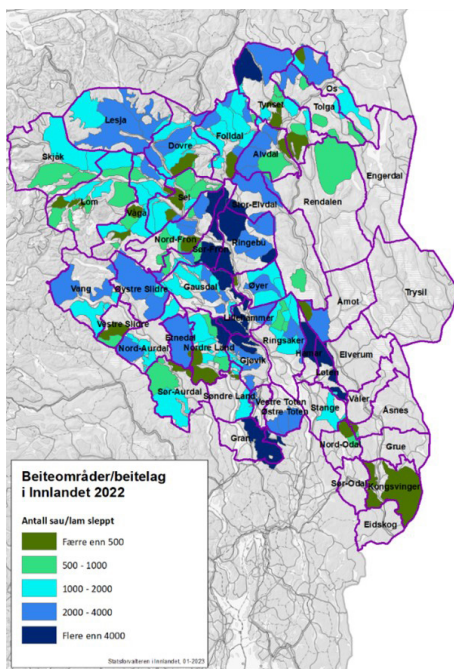 Os
Tynset
Tolga
Lesja
Folldal
Dovre
Alvdal
Engerdal
Skjåk
Rendalen
Lom
Sel
Stor-Elvdal
Vågå
Nord-Fron
Sør-Fron
Ringebu
Trysil
Vang
Øystre Slidre
Gausdal
Øyer
Åmot
Vestre Slidre
Lillehammer
Etnedal
Ringsaker
Nord-Aurdal
Nordre Land
Hamar
Elverum
Gjøvik
Løten
Sør-Aurdal
Søndre Land
Vestre Toten
Østre Toten
Stange
Våler
Åsnes
Gran
Nord-Odal
Grue
Sør-Odal
Kongsvinger
Eidskog
Beiteområder/beitelag
i Innlandet 2022
Antall sau/lam sleppt
Færre enn 500
500 - 1000
1000 - 2000
2000 - 4000
Flere enn 4000
Statsforvalteren i Innlandet, 01-2023